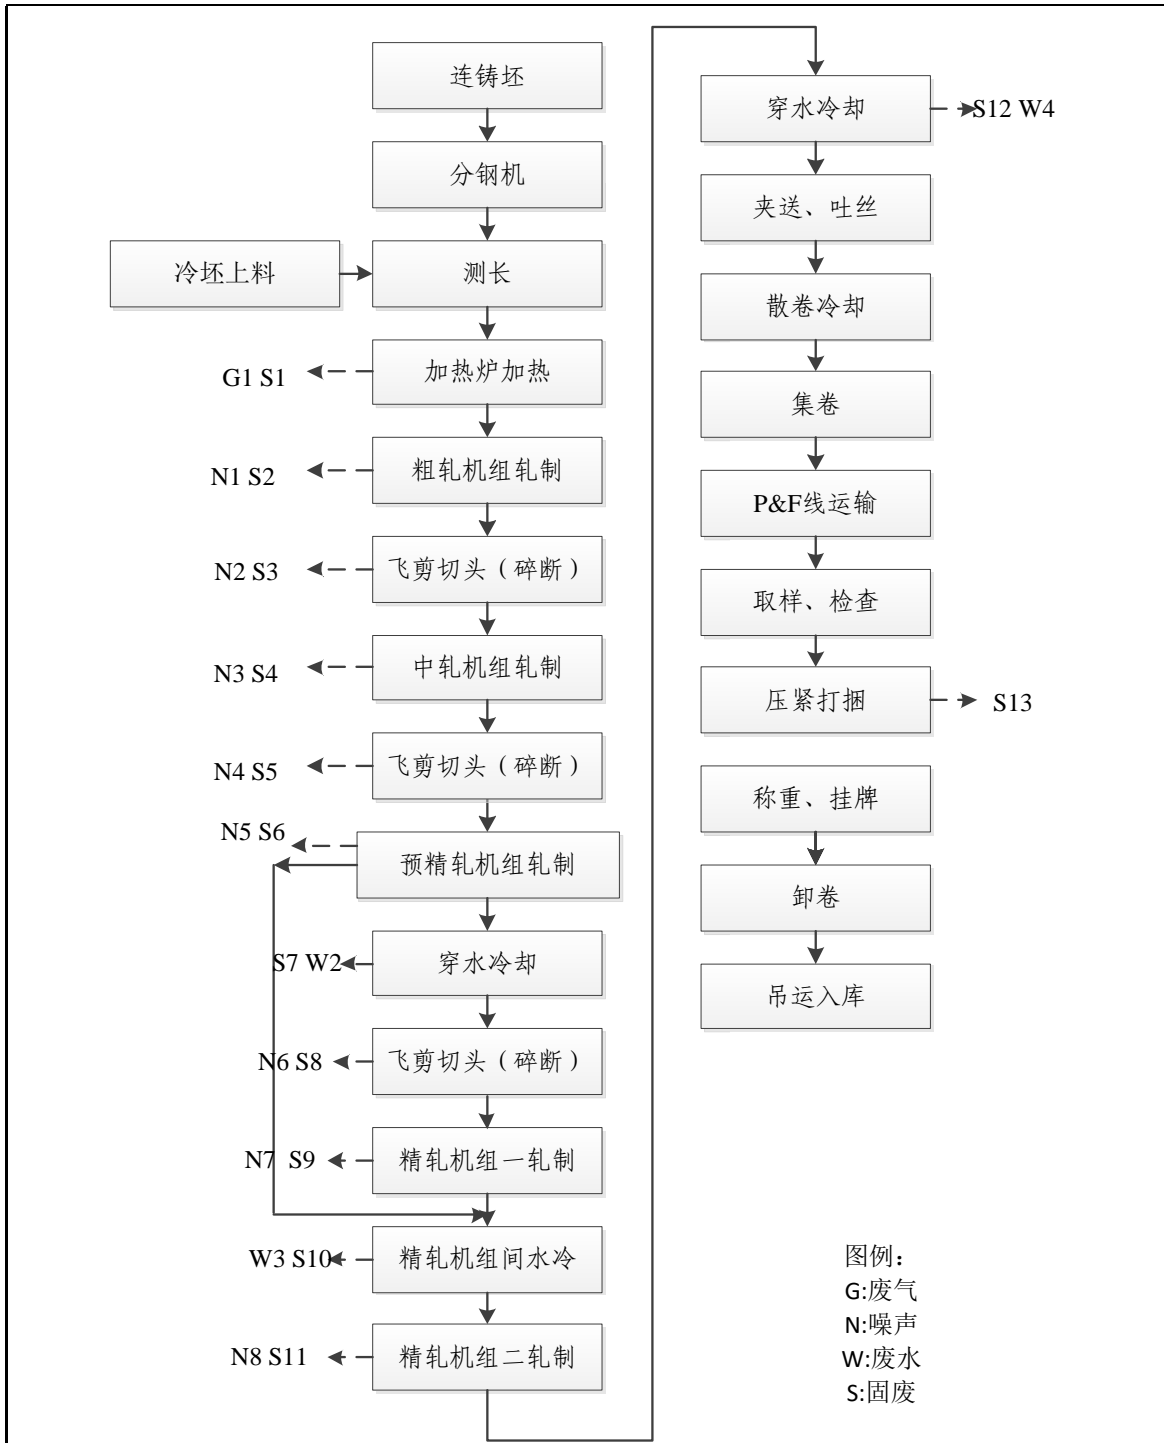 连铸坯
分钢机
冷坯上料
测长
G1 S1
加热炉加热
N1 S2
粗轧机组轧制
N2 S3
飞剪切头（碎断）
N3 S4
中轧机组轧制
N4 S5
飞剪切头（碎断）
N5 S6
预精轧机组轧制
S7 W2
穿水冷却
N6 S8
飞剪切头（碎断）
N7 S9
精轧机组一轧制
W3 S10
精轧机组间水冷
N8 S11
精轧机组二轧制
穿水冷却
S12 W4
夹送、吐丝
散卷冷却
集卷
P&F线运输
取样、检查
压紧打捆
S13
称重、挂牌
卸卷
吊运入库
图例：
G:废气
N:噪声
W:废水
S:固废